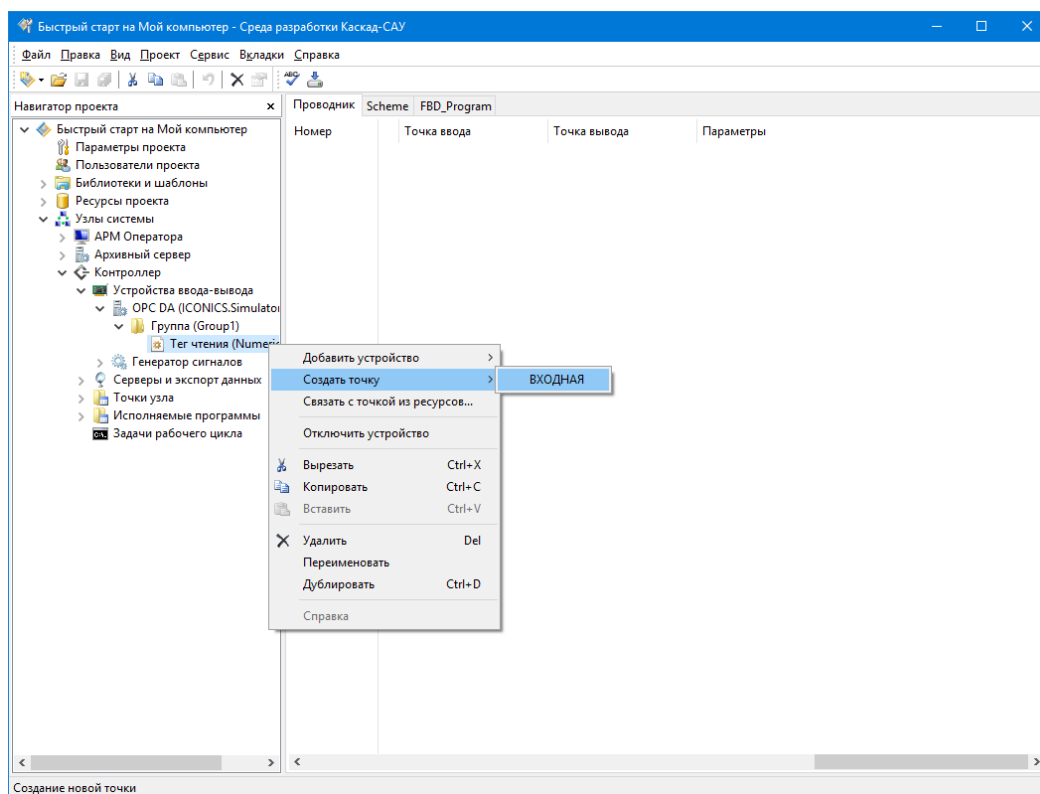 Быстрый старт на Мой компьютер - Среда разработки Каскад-САУ
Файл Правка Вид Проект Сервис Вкладки Справка
ABC
Навигатор проекта
Проводник Scheme FBD_Program
Номер Точка ввода Точка вывода Параметры
Быстрый старт на Мой компьютер
Параметры проекта
Пользователи проекта
Библиотеки и шаблоны
Ресурсы проекта
Узлы системы
АРМ Оператора
Архивный сервер
Контроллер
Устройства ввода-вывода
OPC DA (ICONICS.Simulator
Группа (Group1)
Тег чтения (Numeric
Генератор сигналов
Серверы и экспорт данных
Точки узла
Исполняемые программы
Задачи рабочего цикла
Добавить устройство
Создать точку
ВХОДНАЯ
Связать с точкой из ресурсов...
Отключить устройство
Вырезать Ctrl+X
Копировать Ctrl+C
Вставить Ctrl+V
Удалить Del
Переименовать
Дублировать Ctrl+D
Справка
Создание новой точки